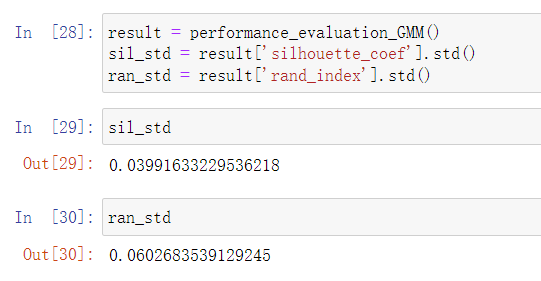 In [28]: result = performance_evaluation_GMM()
sil_std = result['silhouette_coef'].std()
ran_std = result['rand_index'].std()
In [29]: sil_std
Out[29]: 0.03991633229536218
In [30]: ran_std
Out[30]: 0.0602683539129245